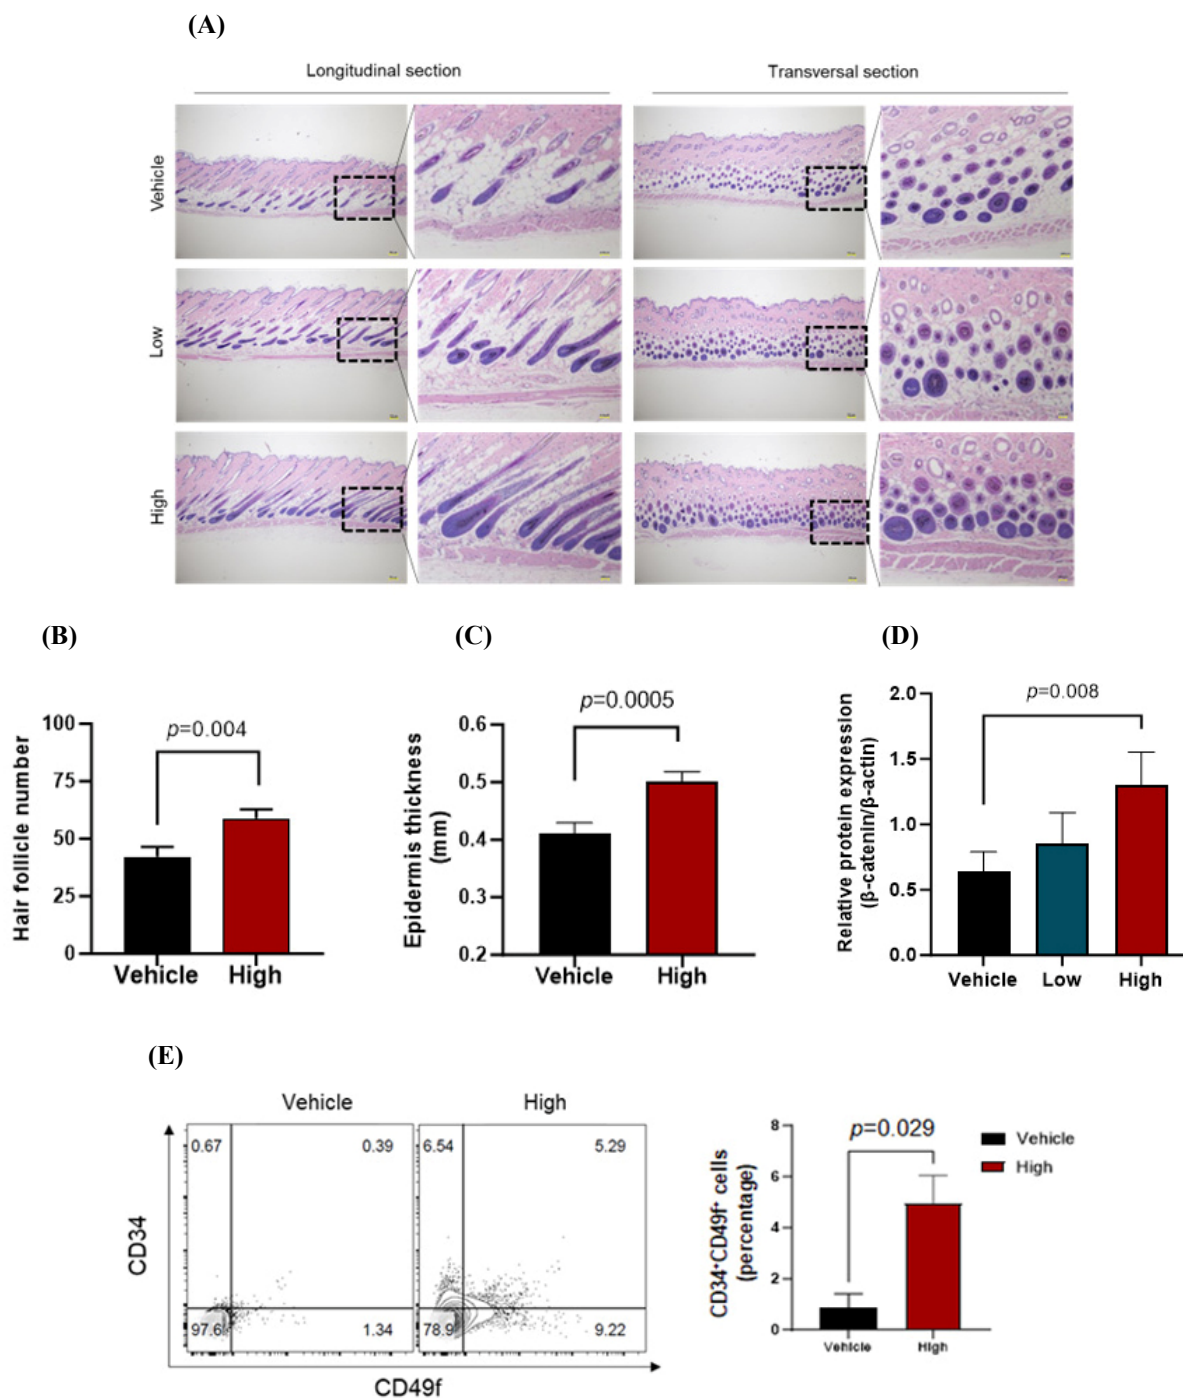 (A)
Longitudinal section
Transversal section
Vehicle
Low
High
(B)
Hair follicle number
100
75
50
25
0
p=0.004
Vehicle
High
(C)
Epidermis thickness
(mm)
0.6
0.5
0.4
0.3
0.2
p=0.0005
Vehicle
High
(D)
Relative protein expression
(β-catenin/β-actin)
2.0
1.5
1.0
0.5
0.0
p=0.008
Vehicle
Low
High
(E)
Vehicle
High
0.67
0.39
97.6
1.34
6.54
5.29
78.9
9.22
CD34
CD49f
CD34⁺CD49f⁺ cells
(percentage)
8
6
4
2
0
p=0.029
Vehicle
High
Vehicle
High